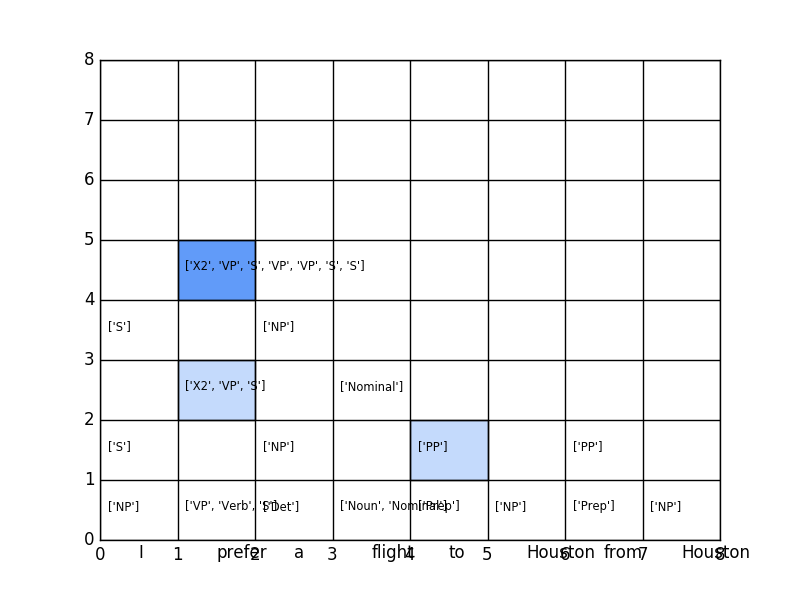 8
7
6
5
['X2', 'VP', 'S', 'VP', 'VP', 'S', 'S']
4
['S'] ['NP']
3
['X2', 'VP', 'S'] ['Nominal']
2
['S'] ['NP'] ['PP'] ['PP']
1
['NP'] ['VP', 'Verb', 'S'] ['Det'] ['Noun', 'Nominal'] ['Prep'] ['NP'] ['Prep'] ['NP']
0
0 1 2 3 4 5 6 7 8
I prefer a flight to Houston from Houston